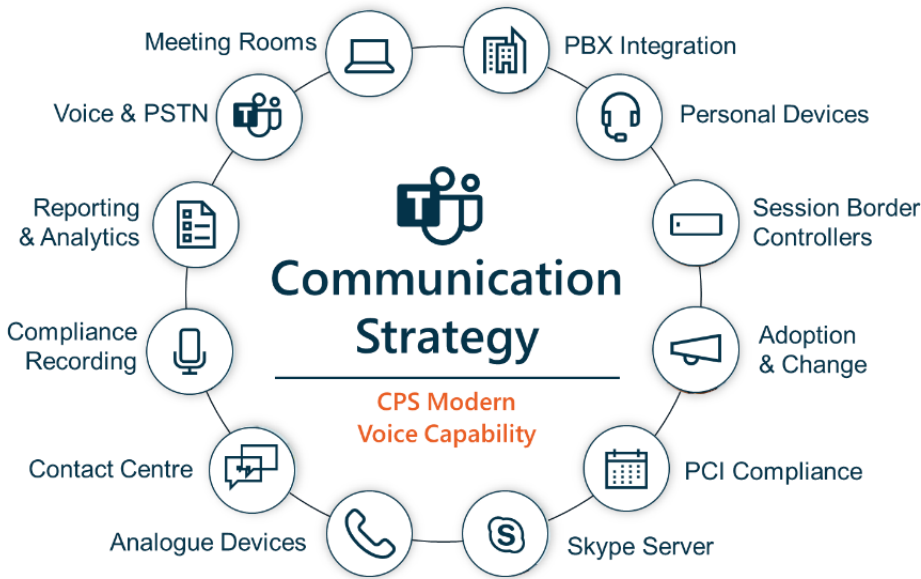 Meeting Rooms
PBX Integration
Voice & PSTN
Personal Devices
Reporting
& Analytics
Session Border
Controllers
T
Communication
Strategy
Compliance
Recording
Adoption
& Change
CPS Modern
Voice Capability
Contact Centre
PCI Compliance
Analogue Devices
Skype Server
T
S